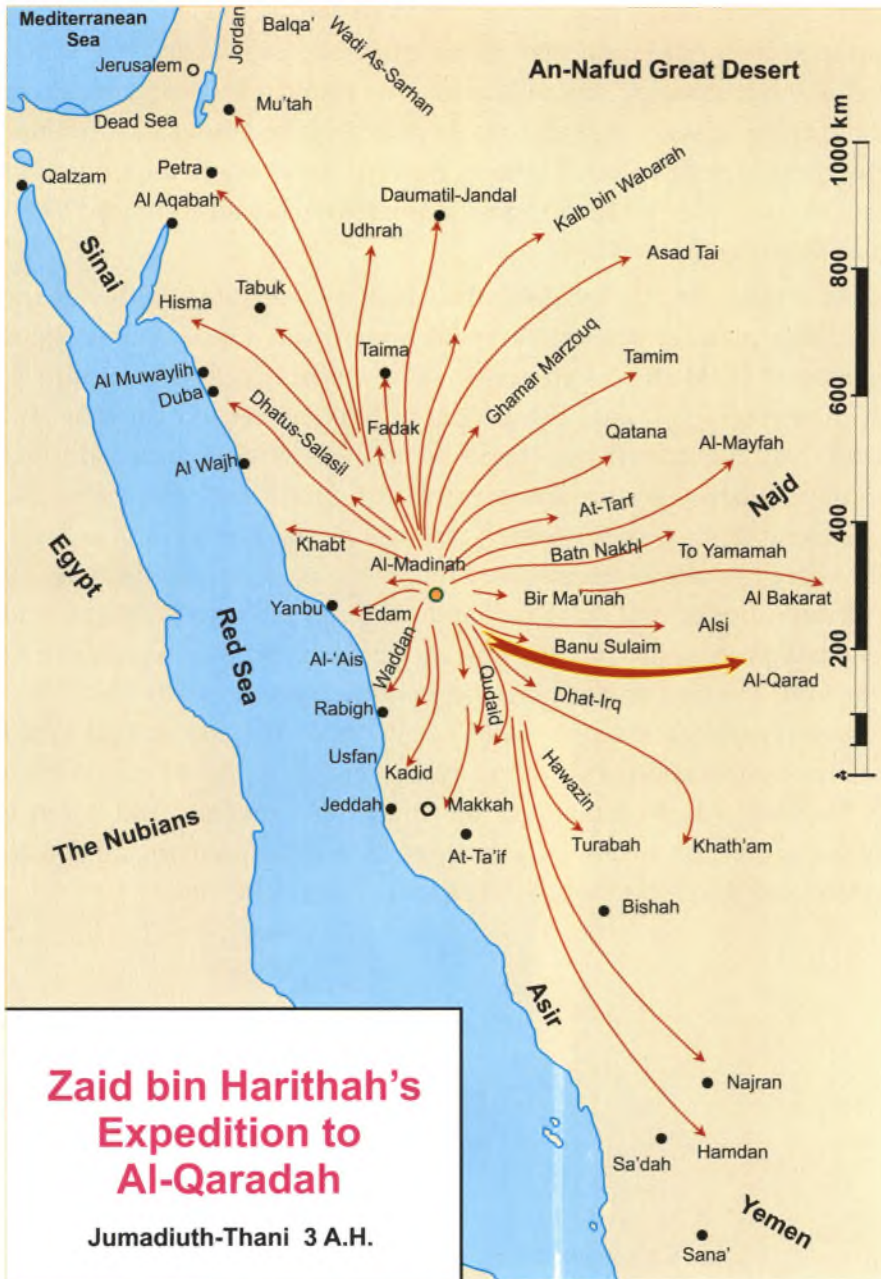 Mediterranean
Sea
Jordan
Balqa'
Wadi As-Sarhan
Jerusalem
An-Nafud Great Desert
Mu'tah
Dead Sea
1000 km
Petra
Qalzam
Al Aqabah
Daumatil-Jandal
Kalb bin Wabarah
Udhrah
Asad Tai
Sinai
800
Hisma
Tabuk
Taima
Ghamar Marzouq
Tamim
Al Muwaylih
Duba
600
Dhatus-Salasil
Fadak
Qatana
Al-Mayfah
Al Wajh
Najd
At-Tarf
400
Egypt
Khabt
Al-Madinah
Batn Nakhl
To Yamamah
Red Sea
Yanbu
Edam
Bir Ma'unah
Al Bakarat
Alsi
Waddan
Banu Sulaim
200
Al-'Ais
Qudaid
Dhat-Irq
Al-Qarad
Rabigh
Usfan
Kadid
Hawazin
Jeddah
Makkah
The Nubians
At-Ta'if
Turabah
Khath'am
Bishah
Asir
Zaid bin Harithah's
Expedition to
Al-Qaradah
Jumadiuth-Thani 3 A.H.
Najran
Sa'dah
Hamdan
Yemen
Sana'